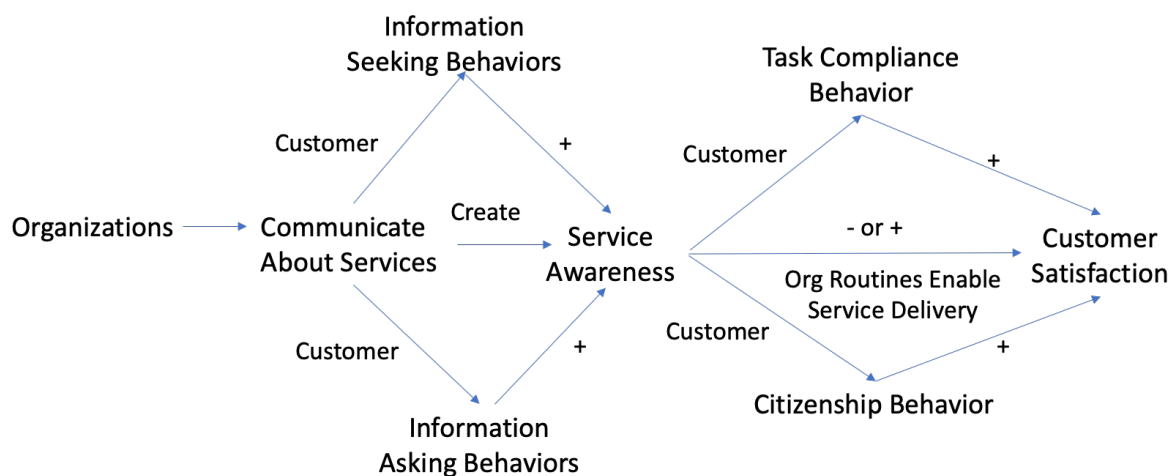 Information
Seeking Behaviors
Task Compliance
Behavior
Customer
+
Customer
+
Organizations
Communicate
About Services
Create
Service
Awareness
- or +
Org Routines Enable
Service Delivery
Customer
Satisfaction
Customer
+
Customer
+
Information
Asking Behaviors
Citizenship Behavior